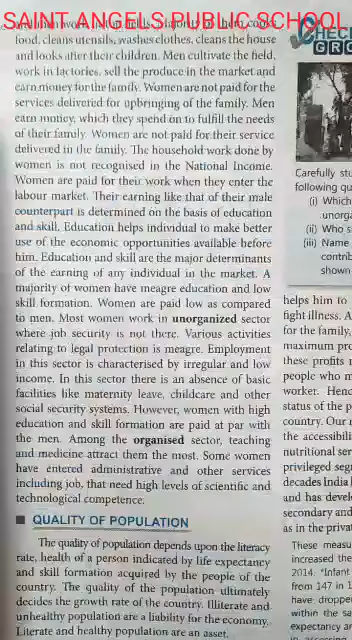 SAINT ANGELS PUBLIC SCHOOL
food, cleans utensils, washes clothes, cleans the house
and looks after their children. Men cultivate the field,
work in factories, sell the produce in the market and
earn money for the family. Women are not paid for the
services delivered for upbringing of the family. Men
earn money, which they spend on to fulfill the needs
of their family. Women are not paid for their service
delivered in the family. The household work done by
women is not recognised in the National Income.
Women are paid for their work when they enter the
labour market. Their earning like that of their male
counterpart is determined on the basis of education
and skill. Education helps individual to make better
use of the economic opportunities available before
him. Education and skill are the major determinants
of the earning of any individual in the market. A
majority of women have meagre education and low
skill formation. Women are paid low as compared
to men. Most women work in unorganized sector
where job security is not there. Various activities
relating to legal protection is meagre. Employment
in this sector is characterised by irregular and low
income. In this sector there is an absence of basic
facilities like maternity leave, childcare and other
social security systems. However, women with high
education and skill formation are paid at par with
the men. Among the organised sector, teaching
and medicine attract them the most. Some women
have entered administrative and other services
including job, that need high levels of scientific and
technological competence.
QUALITY OF POPULATION
The quality of population depends upon the literacy
rate, health of a person indicated by life expectancy
and skill formation acquired by the people of the
country. The quality of the population ultimately
decides the growth rate of the country. Illiterate and
unhealthy population are a liability for the economy.
Literate and healthy population are an asset.
Carefully
following
(i) Which
(ii) Who
(iii) Name
shown
helps him to
fight illness. A
for the family,
maximum
these profits
people who
worker.
status of the
country. Our
the
nutritional
privileged
decades India
and has
secondary and
as in the
These
increased the
2014.
from 147 in
have
within the
expectancy